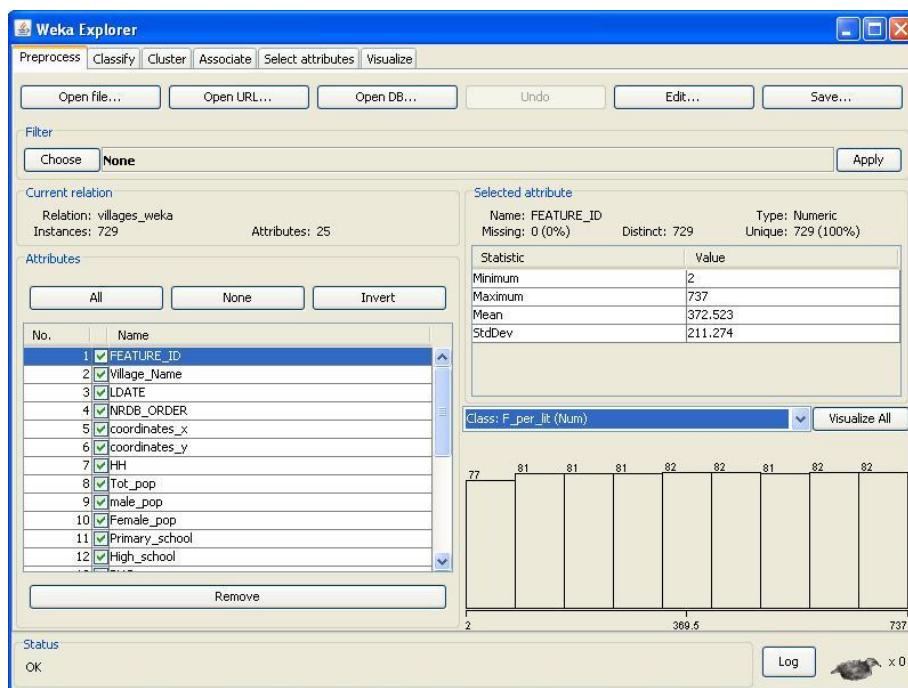 Weka Explorer
Preprocess Classify Cluster Associate Select attributes Visualize
Open file... Open URL... Open DB... Undo Edit... Save...
Filter
Choose None Apply
Current relation
Relation: villages_weka
Instances: 729 Attributes: 25
Selected attribute
Name: FEATURE_ID Type: Numeric
Missing: 0 (0%) Distinct: 729 Unique: 729 (100%)
Statistic Value
Minimum 2
Maximum 737
Mean 372.523
StdDev 211.274
Attributes
All None Invert
No. Name
1 FEATURE_ID
2 Village_Name
3 LDATE
4 NRDB_ORDER
5 coordinates_x
6 coordinates_y
7 HH
8 Tot_pop
9 male_pop
10 Female_pop
11 Primary_school
12 High_school
Remove
Class: F_per_lit (Num) Visualize All
77 81 81 81 82 82 81 82 82
2 369.5 737
Status
OK
Log x 0